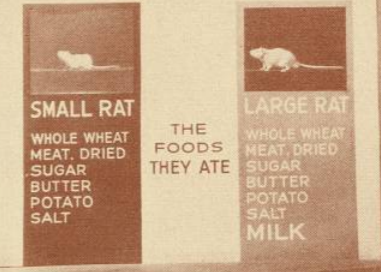 SMALL RAT
WHOLE WHEAT
MEAT, DRIED
SUGAR
BUTTER
POTATO
SALT
THE
FOODS
THEY ATE
LARGE RAT
WHOLE WHEAT
MEAT, DRIED
SUGAR
BUTTER
POTATO
SALT
MILK